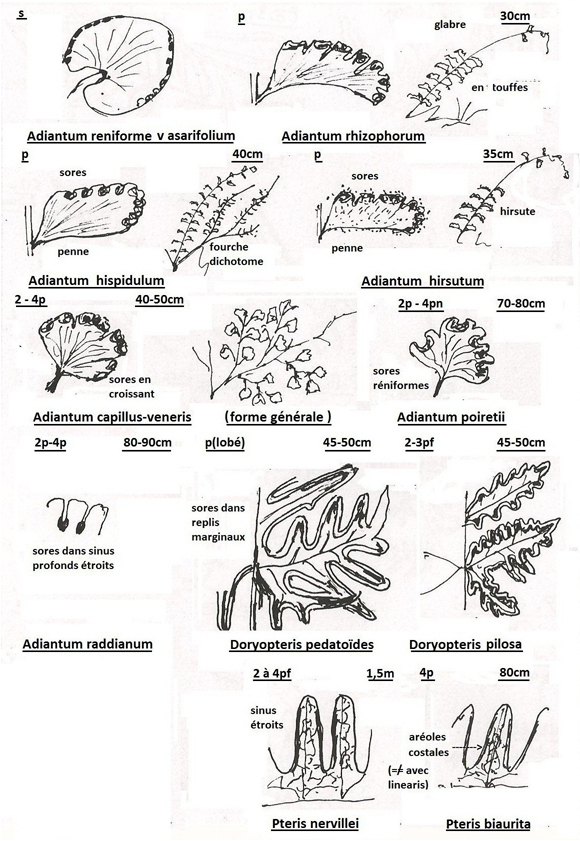 s
p
glabre
30cm
en touffes
Adiantum reniforme v asarifolium
Adiantum rhizophorum
p
sores
40cm
p
sores
35cm
penne
fourche
dichotome
penne
hirsute
Adiantum hispidulum
Adiantum hirsutum
2 - 4p
40-50cm
2p - 4pn
70-80cm
sores en
croissant
sores
réniformes
Adiantum capillus-veneris
(forme générale )
Adiantum poiretii
2p-4p
80-90cm
p(lobé)
45-50cm
2-3pf
45-50cm
sores dans
replis
marginaux
sores dans sinus
profonds étroits
Adiantum raddianum
Doryopteris pedatoïdes
Doryopteris pilosa
2 à 4pf
1,5m
4p
80cm
sinus
étroits
aréoles
costales
(≠ avec
linearis)
Pteris nervillei
Pteris biaurita